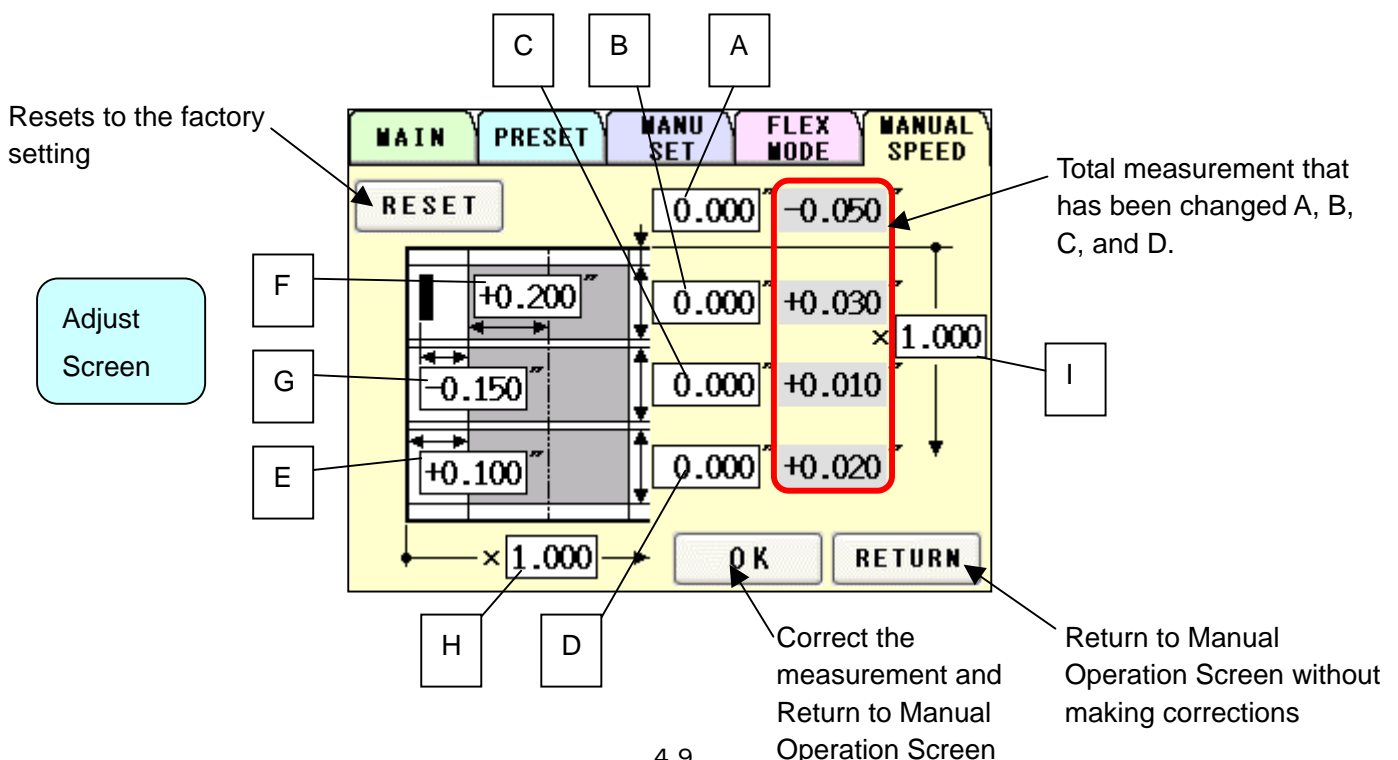 C
B
A
Resets to the factory
setting
MAIN
PRESET
MANU
SET
FLEX
MODE
MANUAL
SPEED
Total measurement that
has been changed A, B,
C, and D.
RESET
0.000" -0.050"
F
+0.200"
0.000" +0.030"
Adjust
Screen
×1.000
G
-0.150"
0.000" +0.010"
I
E
+0.100"
0.000" +0.020"
×1.000
OK
RETURN
H
D
Correct the
measurement and
Return to Manual
Operation Screen
Return to Manual
Operation Screen without
making corrections